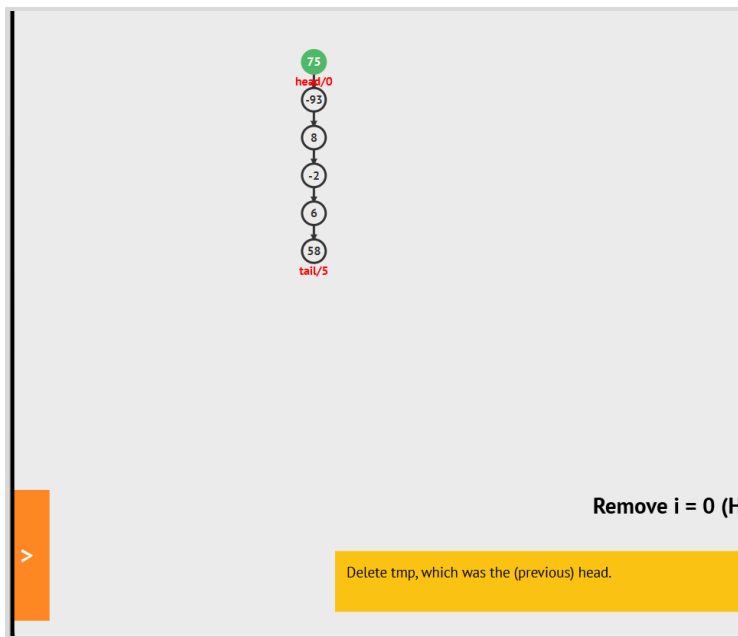 75
head/0
-93
8
-2
6
58
tail/5
>
Remove i = 0 (H
Delete tmp, which was the (previous) head.